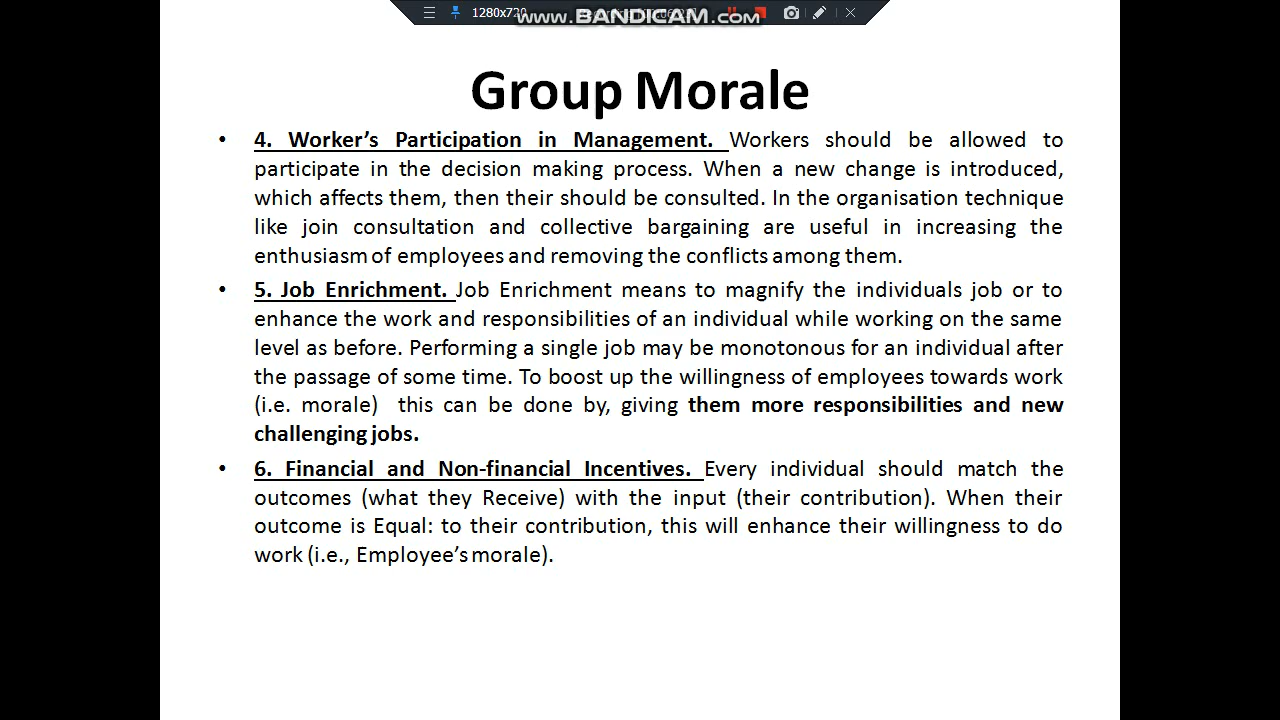 1280x720
www.BANDICAM.com
Group Morale
• 4. Worker's Participation in Management. Workers should be allowed to
participate in the decision making process. When a new change is introduced,
which affects them, then their should be consulted. In the organisation technique
like join consultation and collective bargaining are useful in increasing the
enthusiasm of employees and removing the conflicts among them.
• 5. Job Enrichment. Job Enrichment means to magnify the individuals job or to
enhance the work and responsibilities of an individual while working on the same
level as before. Performing a single job may be monotonous for an individual after
the passage of some time. To boost up the willingness of employees towards work
(i.e. morale) this can be done by, giving them more responsibilities and new
challenging jobs.
• 6. Financial and Non-financial Incentives. Every individual should match the
outcomes (what they Receive) with the input (their contribution). When their
outcome is Equal: to their contribution, this will enhance their willingness to do
work (i.e., Employee's morale).